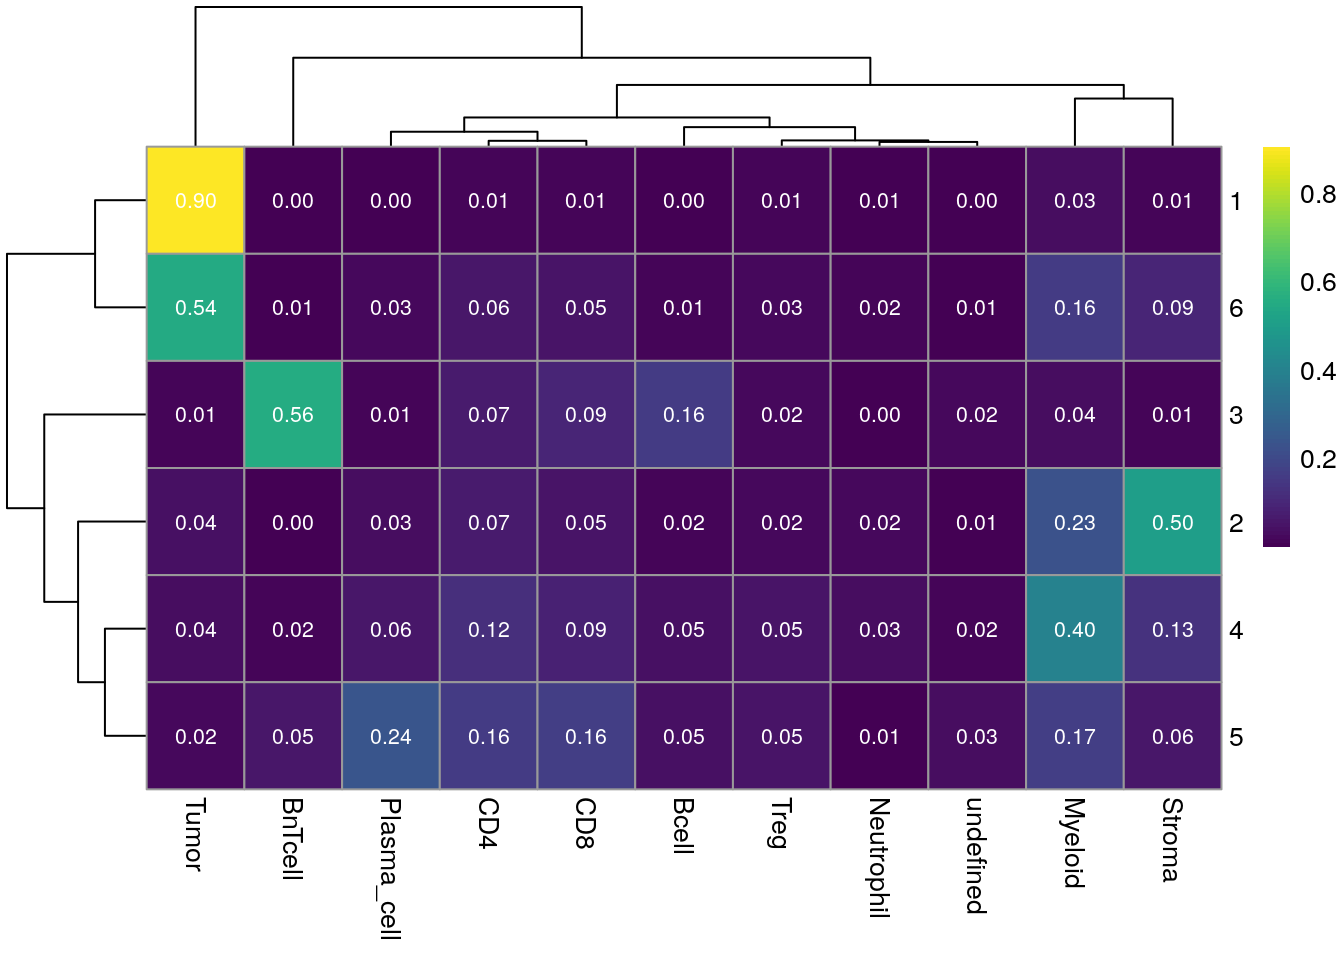 0.90 0.00 0.00 0.01 0.01 0.00 0.01 0.01 0.00 0.03 0.01 1
0.54 0.01 0.03 0.06 0.05 0.01 0.03 0.02 0.01 0.16 0.09 6
0.01 0.56 0.01 0.07 0.09 0.16 0.02 0.00 0.02 0.04 0.01 3
0.04 0.00 0.03 0.07 0.05 0.02 0.02 0.02 0.01 0.23 0.50 2
0.04 0.02 0.06 0.12 0.09 0.05 0.05 0.03 0.02 0.40 0.13 4
0.02 0.05 0.24 0.16 0.16 0.05 0.05 0.01 0.03 0.17 0.06 5
Tumor
BnTcell
Plasma_cell
CD4
CD8
Bcell
Treg
Neutrophil
undefined
Myeloid
Stroma
0.8
0.6
0.4
0.2